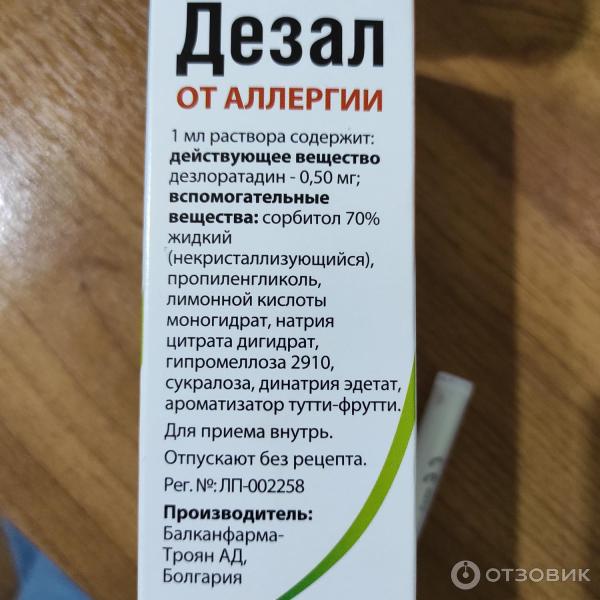 Дезал
ОТ АЛЛЕРГИИ
1 мл раствора содержит:
действующее вещество
дезлоратадин - 0,50 мг;
вспомогательные
вещества: сорбитол 70%
жидкий
(некристаллизующийся),
пропиленгликоль,
лимонной кислоты
моногидрат, натрия
цитрата дигидрат,
гипромеллоза 2910,
сукралоза, динатрия эдетат,
ароматизатор тутти-фрутти.
Для приема внутрь.
Отпускают без рецепта.
Рег. №: ЛП-002258
Производитель:
Балканфарма-
Троян АД,
Болгария
ОТЗОВИК